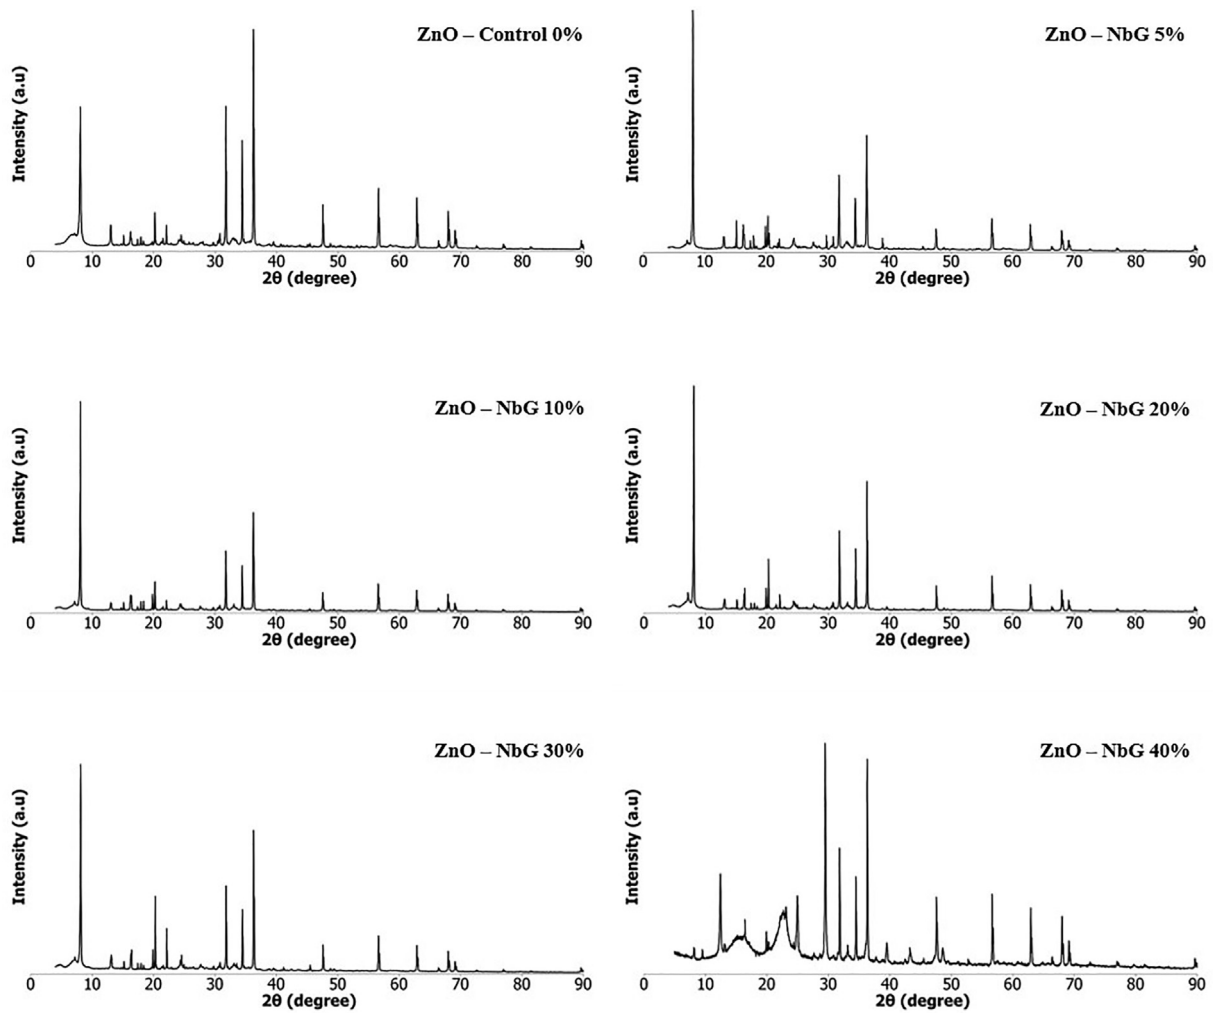 ZnO – Control 0%
Intensity (a.u)
0 10 20 30 40 50 60 70 80 90
2θ (degree)
ZnO – NbG 5%
Intensity (a.u)
0 10 20 30 40 50 60 70 80 90
2θ (degree)
ZnO – NbG 10%
Intensity (a.u)
0 10 20 30 40 50 60 70 80 90
2θ (degree)
ZnO – NbG 20%
Intensity (a.u)
0 10 20 30 40 50 60 70 80 90
2θ (degree)
ZnO – NbG 30%
Intensity (a.u)
0 10 20 30 40 50 60 70 80 90
2θ (degree)
ZnO – NbG 40%
Intensity (a.u)
0 10 20 30 40 50 60 70 80 90
2θ (degree)